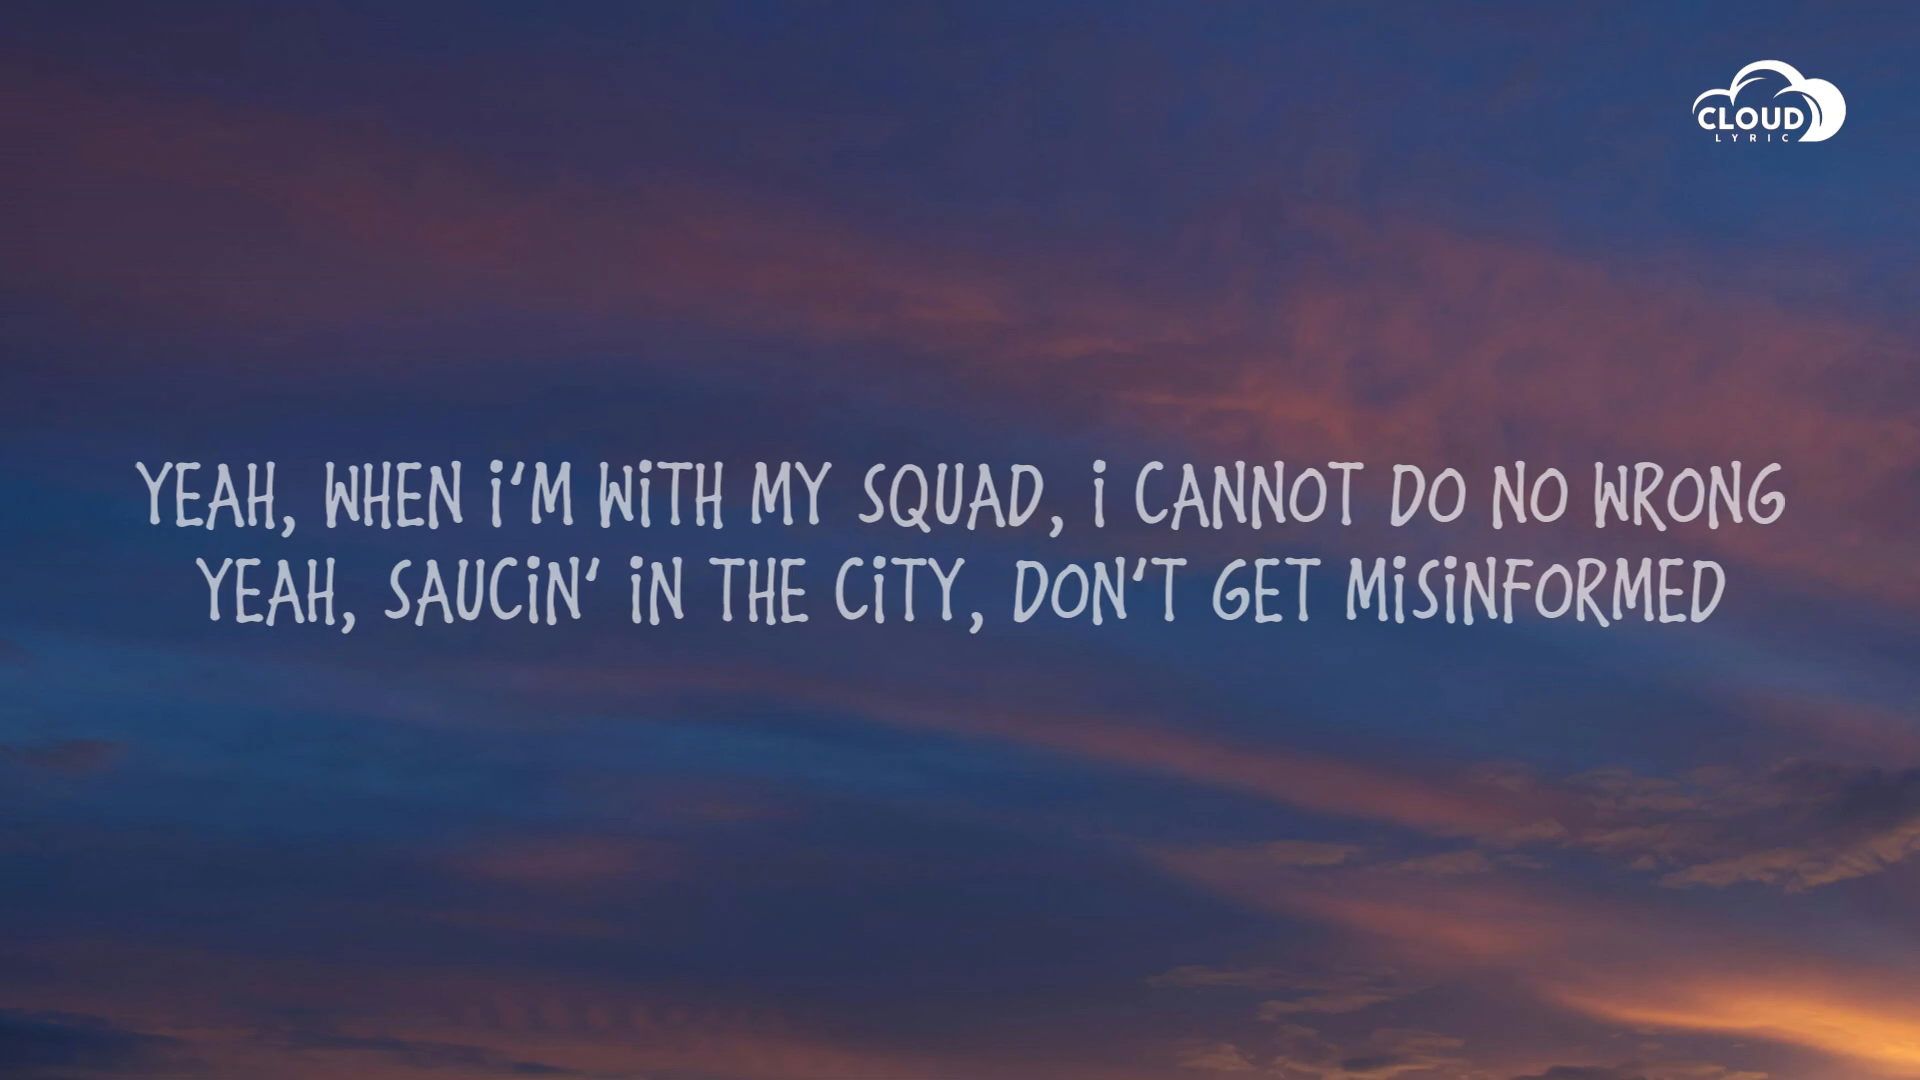 CLOUD
LYRIC
YEAH, WHEN i'M WiTH MY SQUAD, i CANNOT DO NO WRONG
YEAH, SAUCiN' iN THE CiTY, DON'T GET MiSiNFORMED